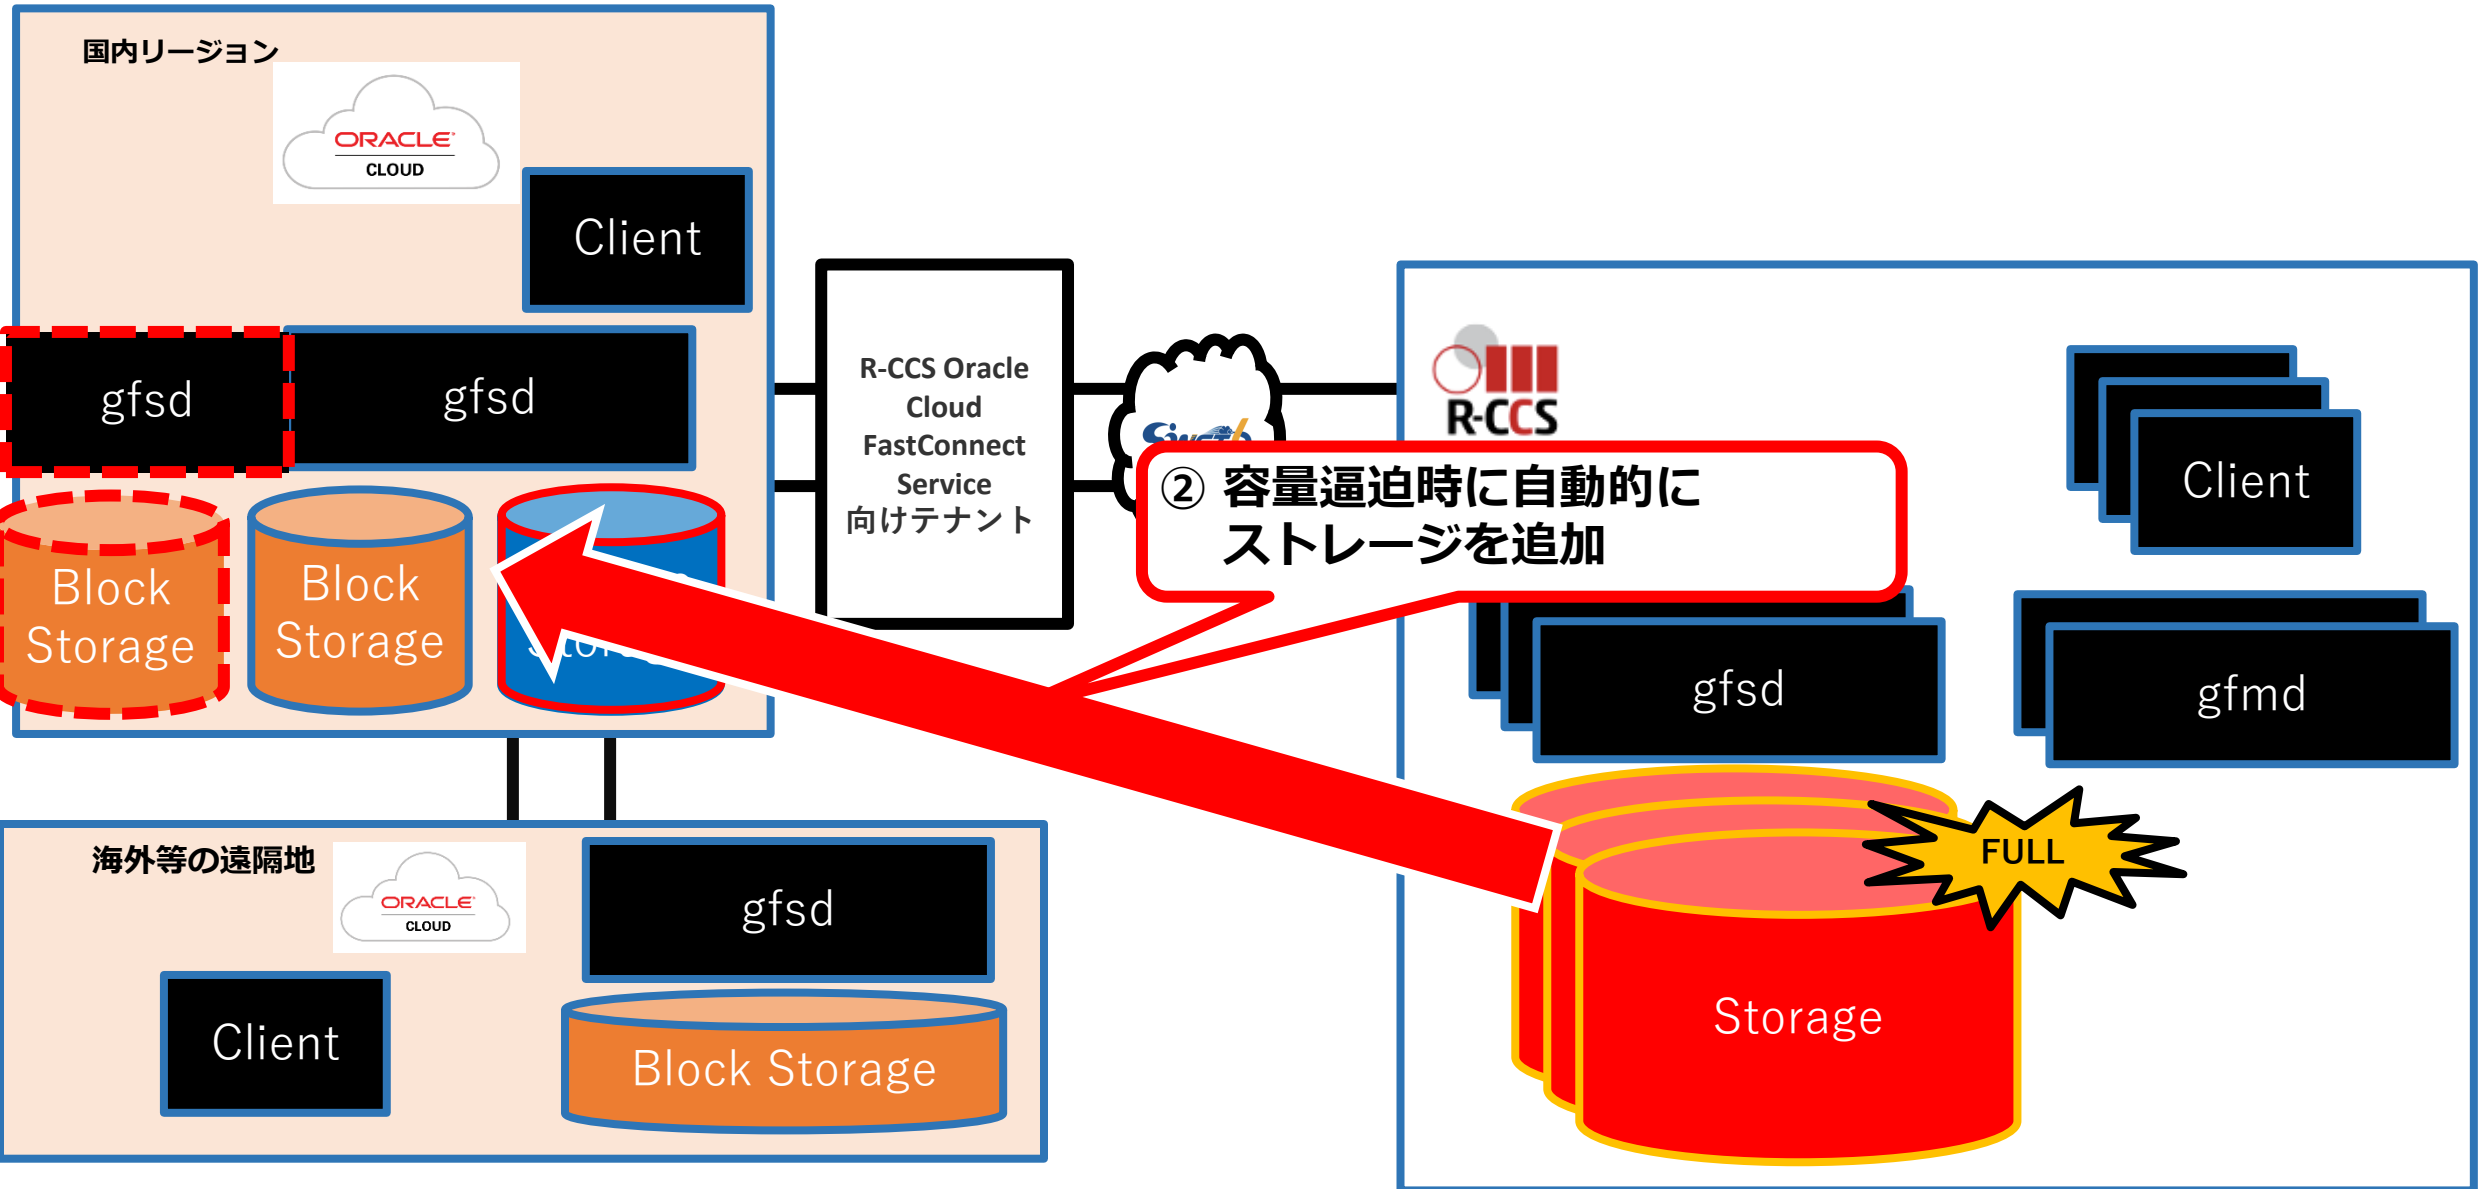 国内リージョン
ORACLE
CLOUD
Client
gfsd
gfsd
Block
Storage
Block
Storage
R-CCS Oracle
Cloud
FastConnect
Service
向けテナント
R-CCS
② 容量逼迫時に自動的に
ストレージを追加
Client
gfsd
gfmd
FULL
Storage
海外等の遠隔地
ORACLE
CLOUD
gfsd
Client
Block Storage